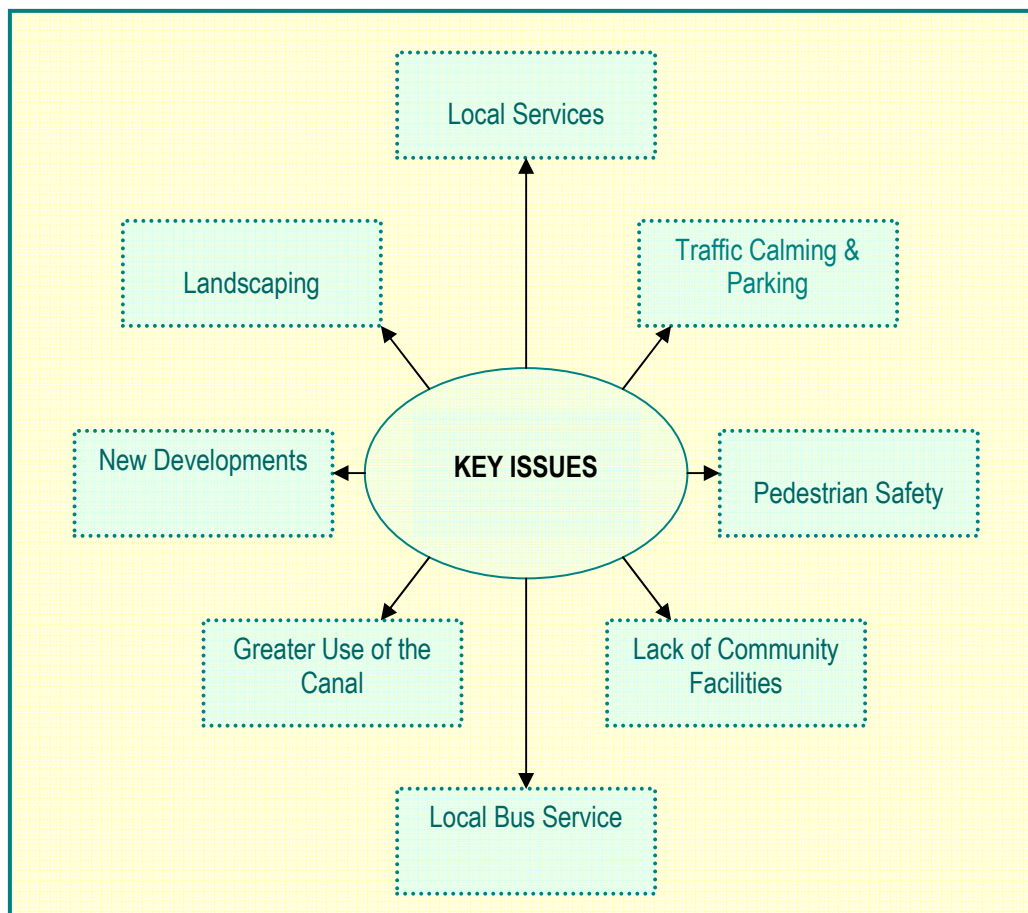 Local Services
Landscaping
Traffic Calming &
Parking
New Developments
KEY ISSUES
Pedestrian Safety
Greater Use of the
Canal
Lack of Community
Facilities
Local Bus Service